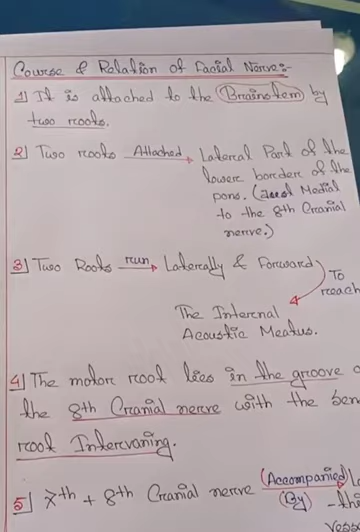 Course & Relation of Facial Nerve:-
1) It is attached to the Brainstem by
two roots.
2) Two roots Attached Lateral Part of the
lower border of the
pons. (Just Medial
to the 8th Cranial
nerve.)
3) Two Roots run Laterally & Forward
To
reach
The Internal
Acoustic Meatus.
4) The motor root lies in the groove
the 8th Cranial nerve with the
root Intervening.
5) 7th + 8th Cranial nerve (Accompanied
By)